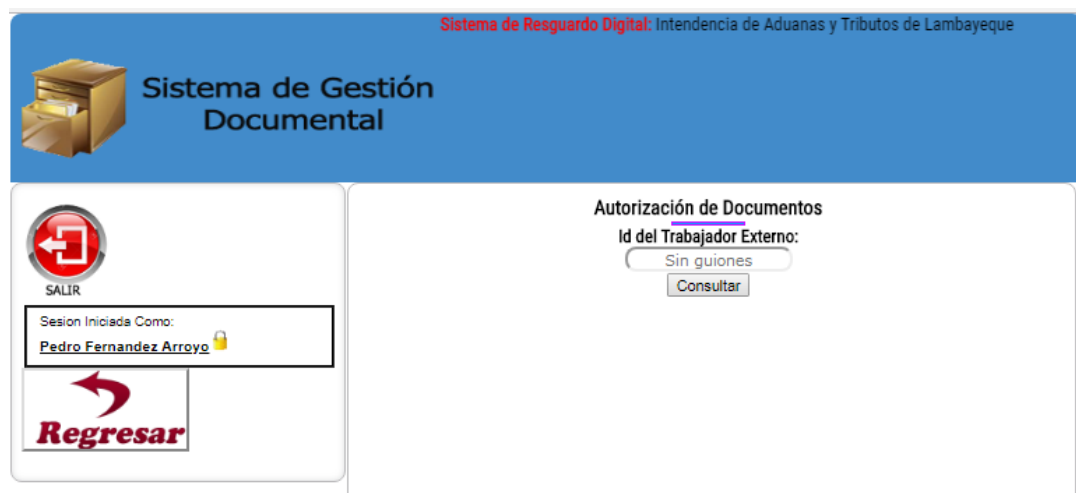 Sistema de Resguardo Digital: Intendencia de Aduanas y Tributos de Lambayeque
Sistema de Gestión
Documental
SALIR
Sesion Iniciada Como:
Pedro Fernandez Arroyo
Regresar
Autorización de Documentos
Id del Trabajador Externo:
Sin guiones
Consultar